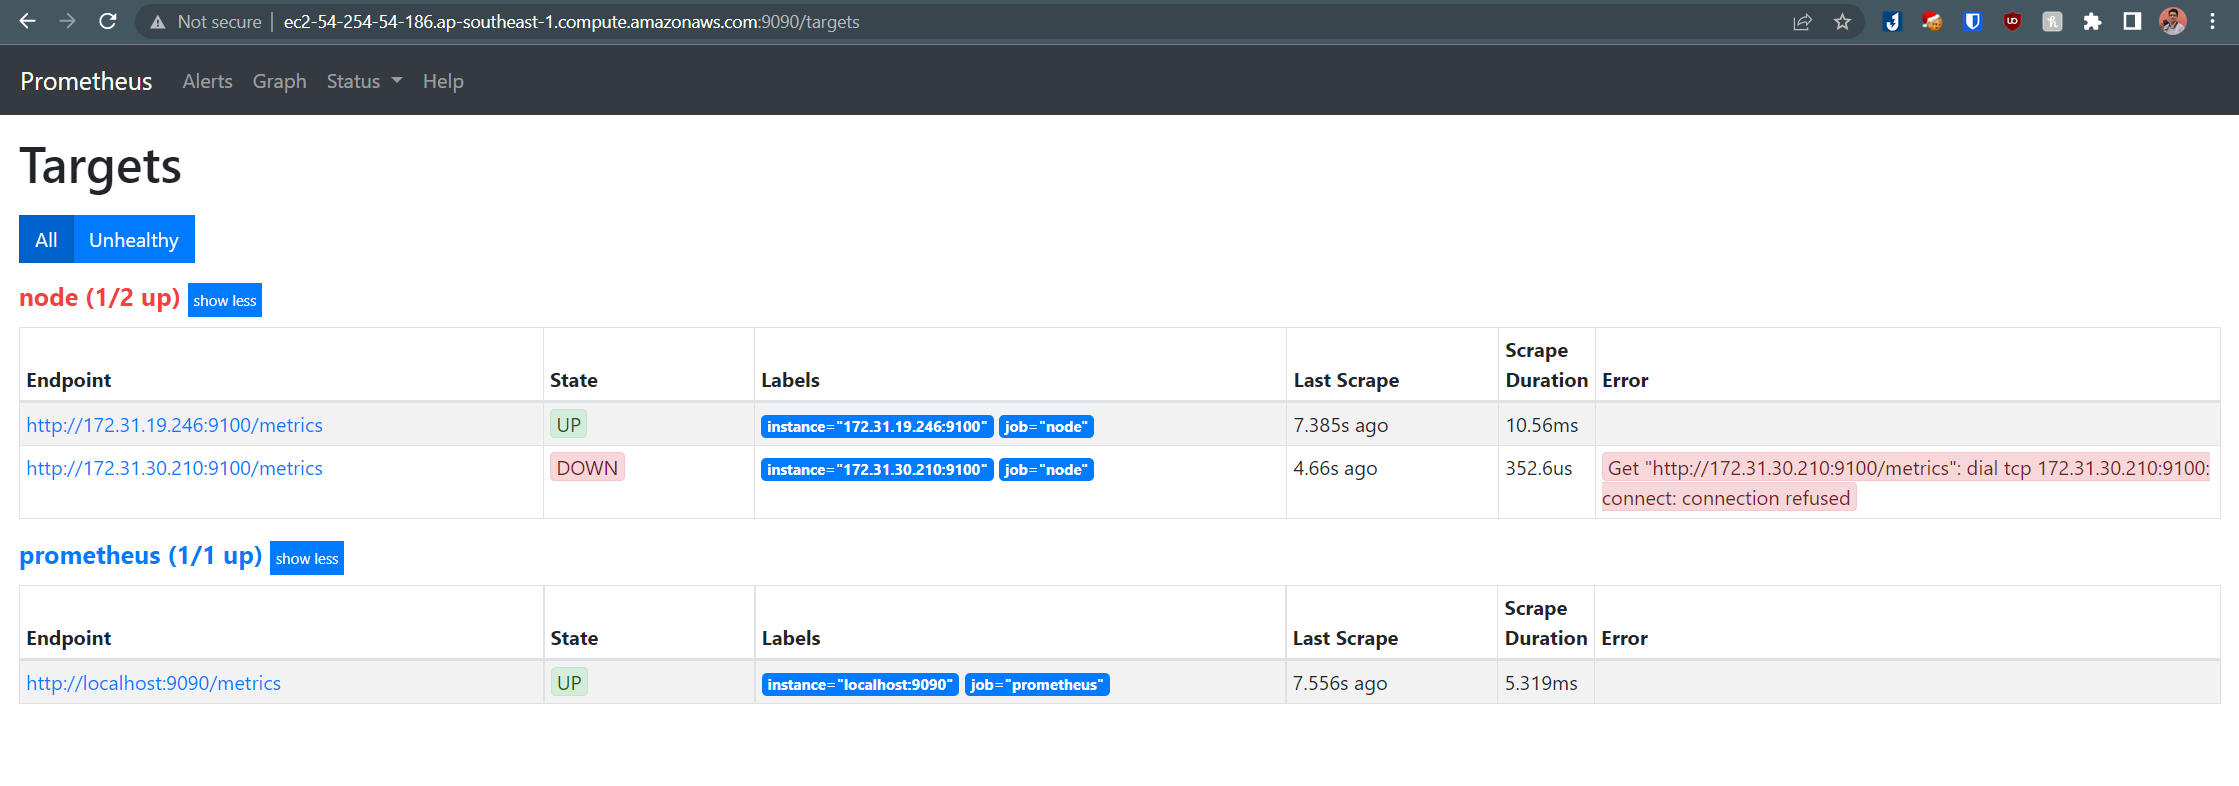 Not secure | ec2-54-254-54-186.ap-southeast-1.compute.amazonaws.com:9090/targets
Prometheus Alerts Graph Status Help
Targets
All Unhealthy
node (1/2 up) show less
Endpoint State Labels Last Scrape Scrape Duration Error
http://172.31.19.246:9100/metrics UP instance="172.31.19.246:9100" job="node" 7.385s ago 10.56ms
http://172.31.30.210:9100/metrics DOWN instance="172.31.30.210:9100" job="node" 4.66s ago 352.6us Get "http://172.31.30.210:9100/metrics": dial tcp 172.31.30.210:9100:
connect: connection refused
prometheus (1/1 up) show less
Endpoint State Labels Last Scrape Scrape Duration Error
http://localhost:9090/metrics UP instance="localhost:9090" job="prometheus" 7.556s ago 5.319ms